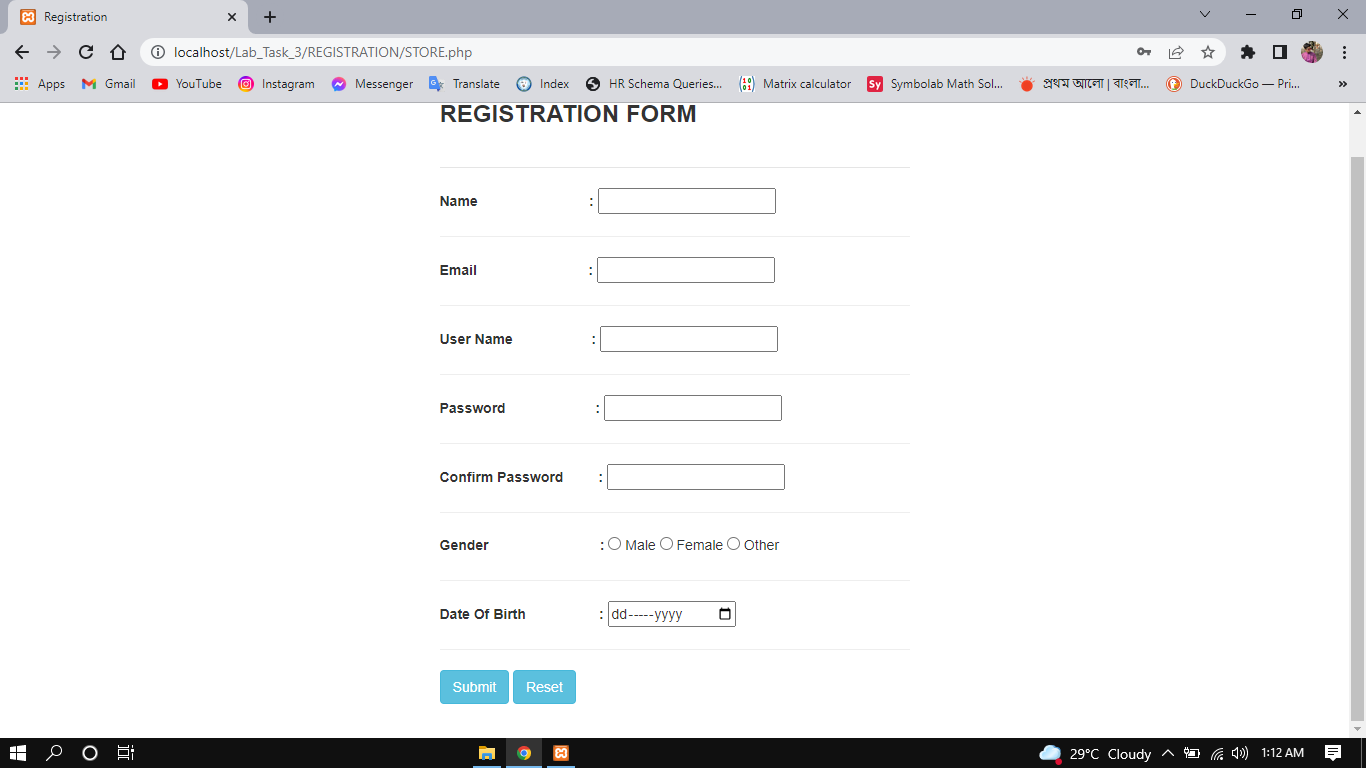 Registration
localhost/Lab_Task_3/REGISTRATION/STORE.php
Apps Gmail YouTube Instagram Messenger Translate Index HR Schema Queries... Matrix calculator Sy Symbolab Math Sol... প্রথম আলো | বাংলা... DuckDuckGo — Pri... »
REGISTRATION FORM
Name :
Email :
User Name :
Password :
Confirm Password :
Gender : Male Female Other
Date Of Birth : dd-----yyyy
Submit Reset
29°C Cloudy 1:12 AM